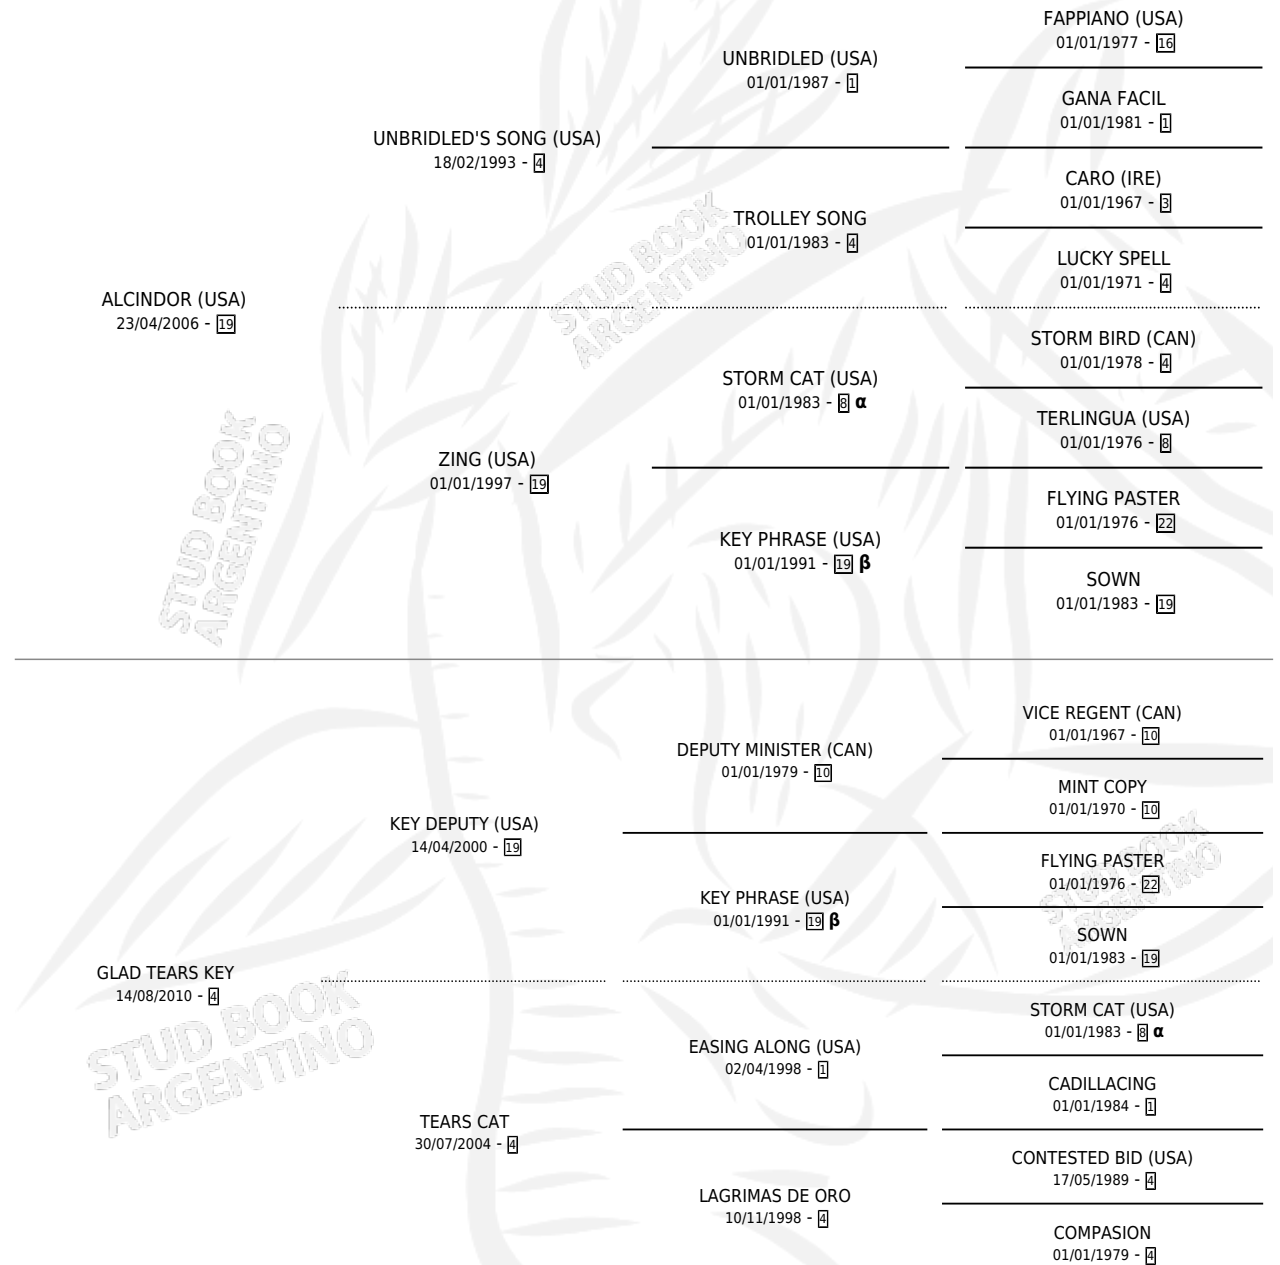 FAPPIANO (USA)
01/01/1977 - 16
UNBRIDLED (USA)
01/01/1987 - 1
GANA FACIL
01/01/1981 - 1
UNBRIDLED'S SONG (USA)
18/02/1993 - 4
CARO (IRE)
01/01/1967 - 3
TROLLEY SONG
01/01/1983 - 4
LUCKY SPELL
01/01/1971 - 4
ALCINDOR (USA)
23/04/2006 - 19
STORM BIRD (CAN)
01/01/1978 - 4
STORM CAT (USA)
01/01/1983 - 8 α
TERLINGUA (USA)
01/01/1976 - 8
ZING (USA)
01/01/1997 - 19
FLYING PASTER
01/01/1976 - 22
KEY PHRASE (USA)
01/01/1991 - 19 β
SOWN
01/01/1983 - 19
VICE REGENT (CAN)
01/01/1967 - 10
DEPUTY MINISTER (CAN)
01/01/1979 - 10
MINT COPY
01/01/1970 - 10
KEY DEPUTY (USA)
14/04/2000 - 19
FLYING PASTER
01/01/1976 - 22
KEY PHRASE (USA)
01/01/1991 - 19 β
SOWN
01/01/1983 - 19
GLAD TEARS KEY
14/08/2010 - 4
STORM CAT (USA)
01/01/1983 - 8 α
EASING ALONG (USA)
02/04/1998 - 1
CADILLACING
01/01/1984 - 1
TEARS CAT
30/07/2004 - 4
CONTESTED BID (USA)
17/05/1989 - 4
LAGRIMAS DE ORO
10/11/1998 - 4
COMPASION
01/01/1979 - 4
STUD BOOK
ARGENTINO
STUD BOOK
ARGENTINO
STUD BOOK
ARGENTINO
STUD BOOK
ARGENTINO